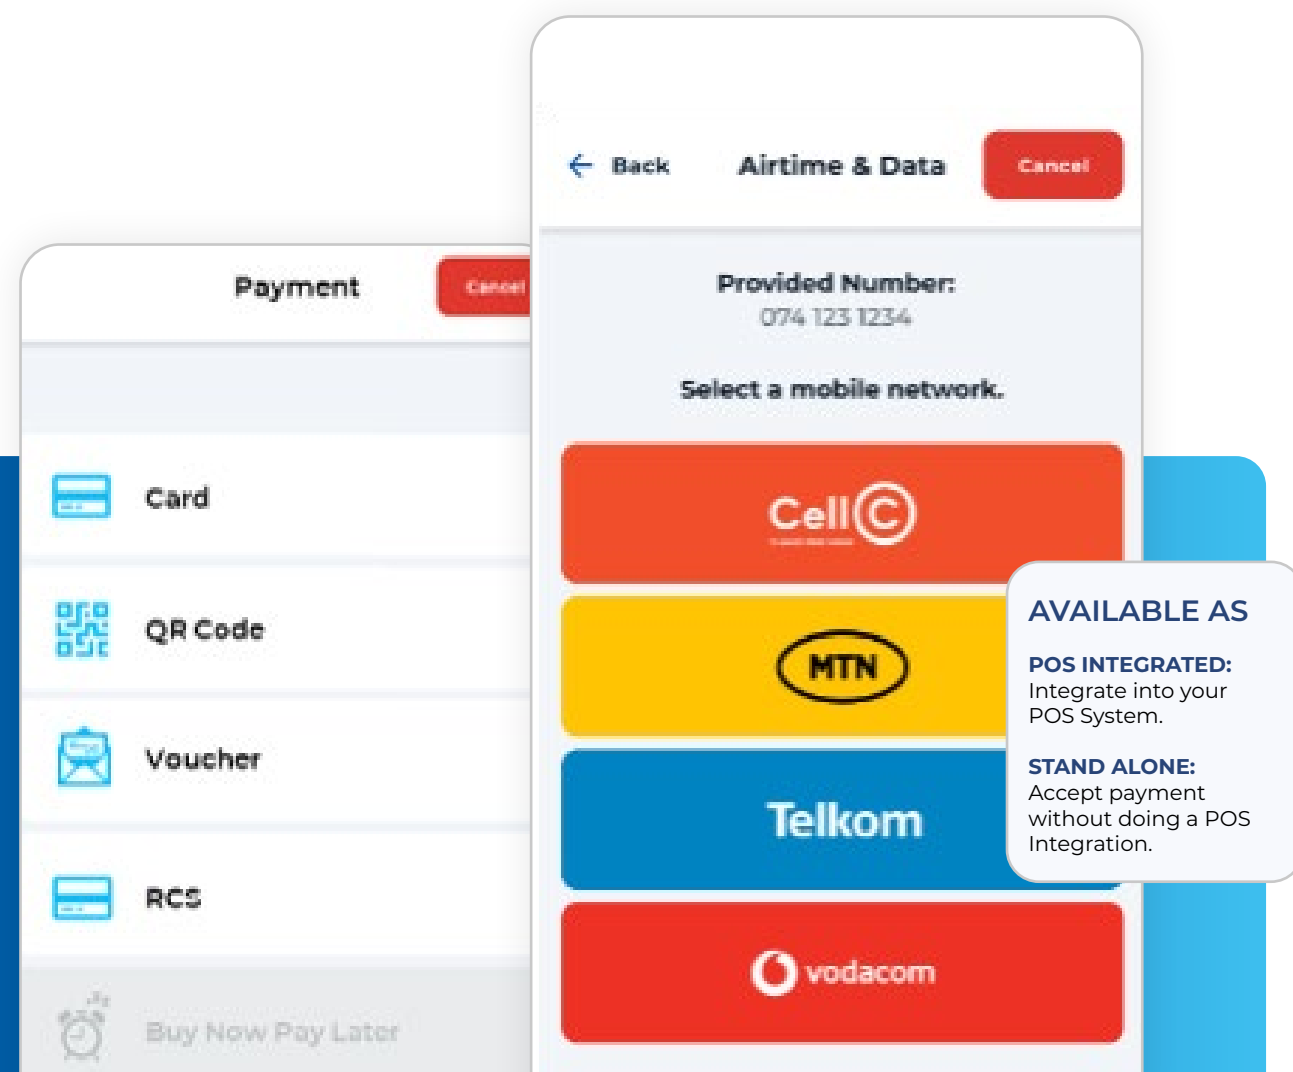 Payment
Cancel
Card
QR Code
Voucher
RCS
Buy Now Pay Later
Back
Airtime & Data
Cancel
Provided Number:
074 123 1234
Select a mobile network.
Cell C
MTN
Telkom
vodacom
AVAILABLE AS
POS INTEGRATED:
Integrate into your
POS System.
STAND ALONE:
Accept payment
without doing a POS
Integration.